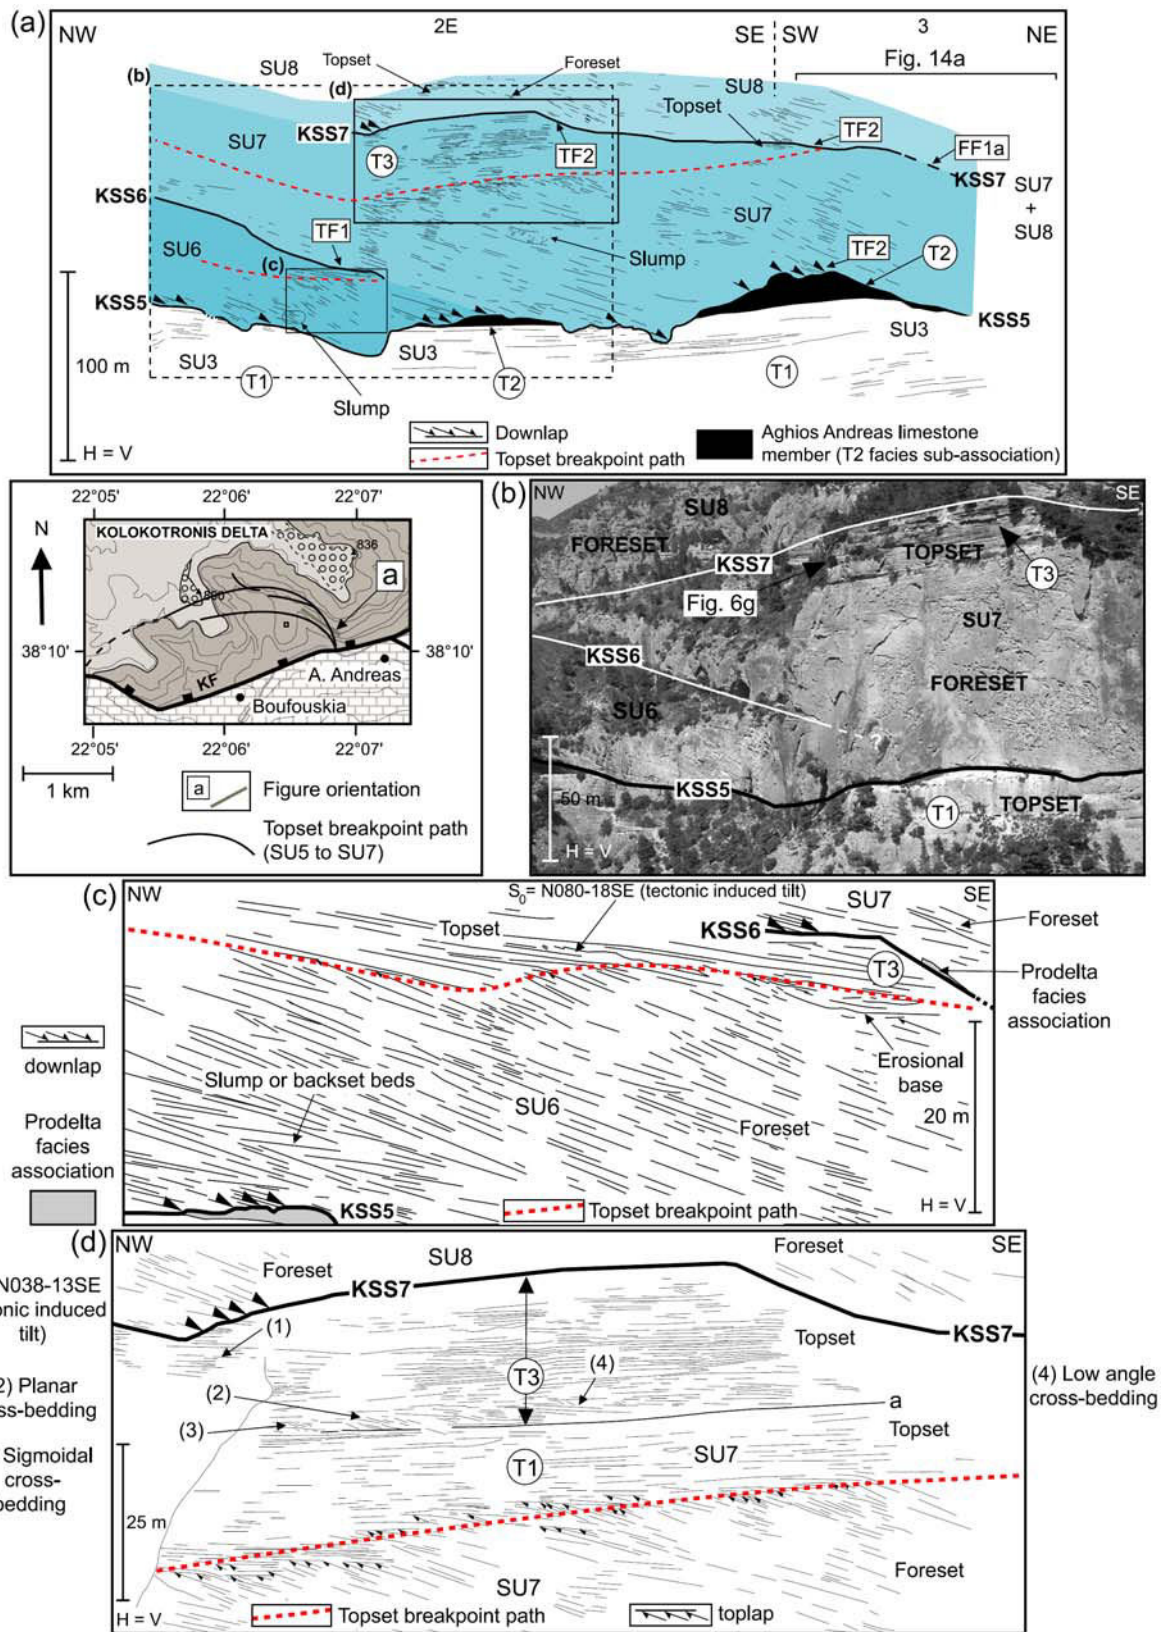 (a)
NW
2E
SE
SW
3
NE
Fig. 14a
(b)
SU8
Topset
Foreset
(d)
SU8
Topset
TF2
KSS7
SU7
T3
TF2
FF1a
KSS7
SU7
+
SU8
KSS6
TF1
SU6
(c)
SU7
Slump
TF2
T2
KSS5
KSS5
SU3
SU3
SU3
T1
T2
T1
Slump
100 m
H = V
Downlap
Topset breakpoint path
Aghios Andreas limestone
member (T2 facies sub-association)
22°05'
22°06'
22°07'
N
KOLOKOTRONIS DELTA
836
a
38°10'
38°10'
KF
A. Andreas
Boufouskia
22°05'
22°06'
22°07'
1 km
a
Figure orientation
Topset breakpoint path
(SU5 to SU7)
(b)
NW
SE
SU8
FORESET
KSS7
TOPSET
T3
Fig. 6g
SU7
KSS6
FORESET
SU6
?
KSS5
50 m
T1
TOPSET
H = V
(c)
NW
S0= N080-18SE (tectonic induced tilt)
SU7
SE
Topset
KSS6
Foreset
T3
Prodelta
facies
association
downlap
Erosional
base
Slump or backset beds
SU6
Foreset
20 m
Prodelta
facies
association
KSS5
Topset breakpoint path
H = V
(d)
NW
SU8
Foreset
SE
Foreset
KSS7
N038-13SE
onic induced
tilt)
(1)
KSS7
Topset
T3
(4)
(2)
(3)
a
Topset
2) Planar
ss-bedding
(4) Low angle
cross-bedding
T1
SU7
Sigmoidal
cross-
bedding
25 m
Foreset
SU7
H = V
Topset breakpoint path
toplap